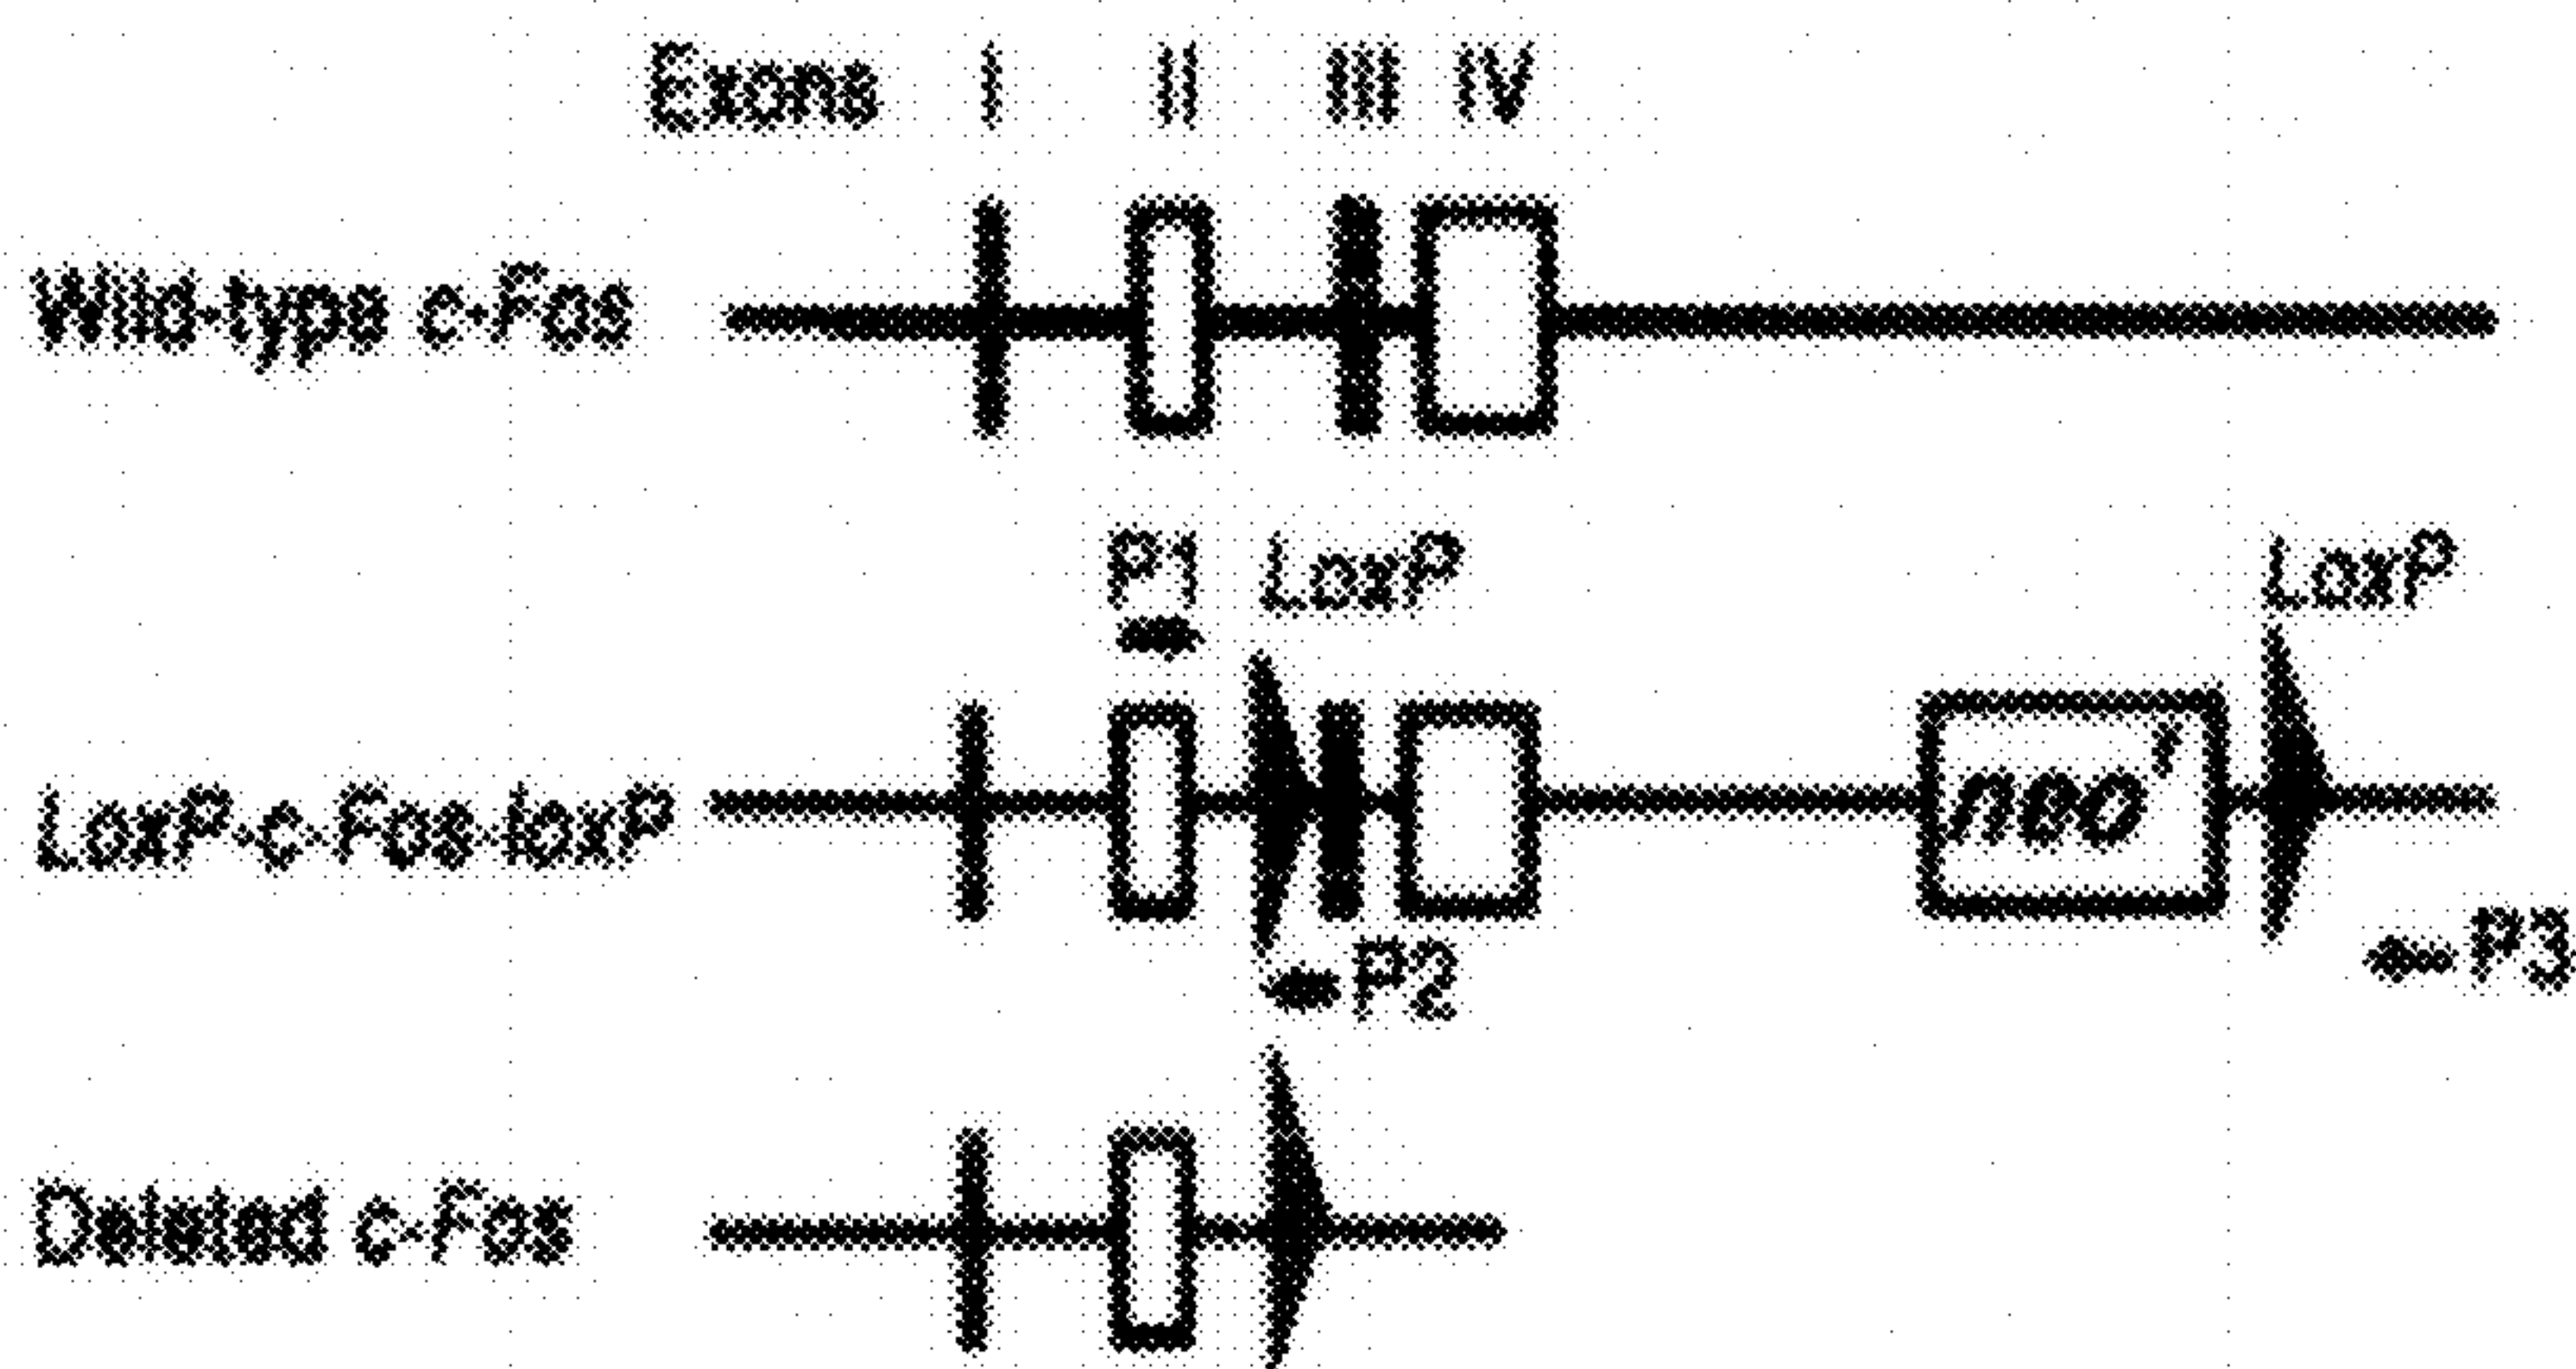 Exons I II III IV
Wild-type c-Fos
P1 LoxP LoxP
LoxP-c-Fos-loxP
neo^r
P2
P3
Deleted c-Fos